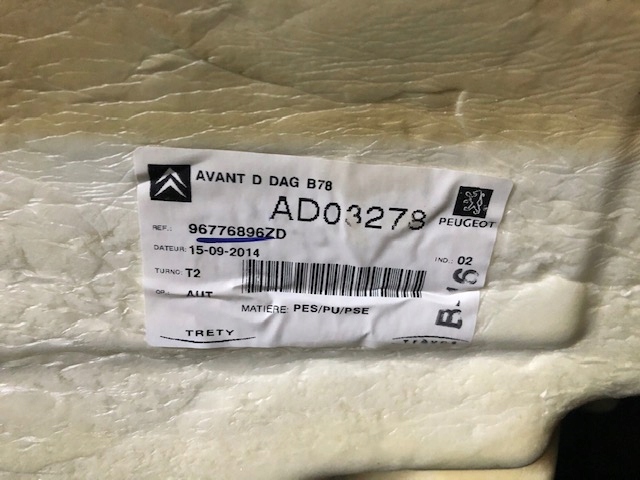 AVANT D DAG B78
AD03278
PEUGEOT
REF.: 96776896ZD
DATEUR: 15-09-2014
IND.: 02
TURNO: T2
OP.: AUT
MATIERE: PES/PU/PSE
TRETY